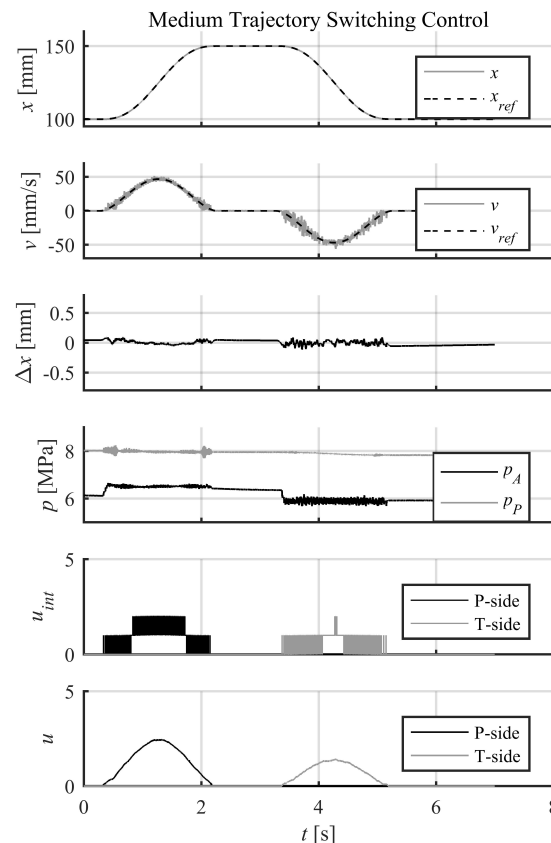 Medium Trajectory Switching Control
150
100
x [mm]
x
x_ref
50
0
-50
v [mm/s]
v
v_ref
0.5
0
-0.5
Δx [mm]
8
6
p [MPa]
p_A
p_P
5
0
u_int
P-side
T-side
5
0
u
P-side
T-side
0 2 4 6 8
t [s]